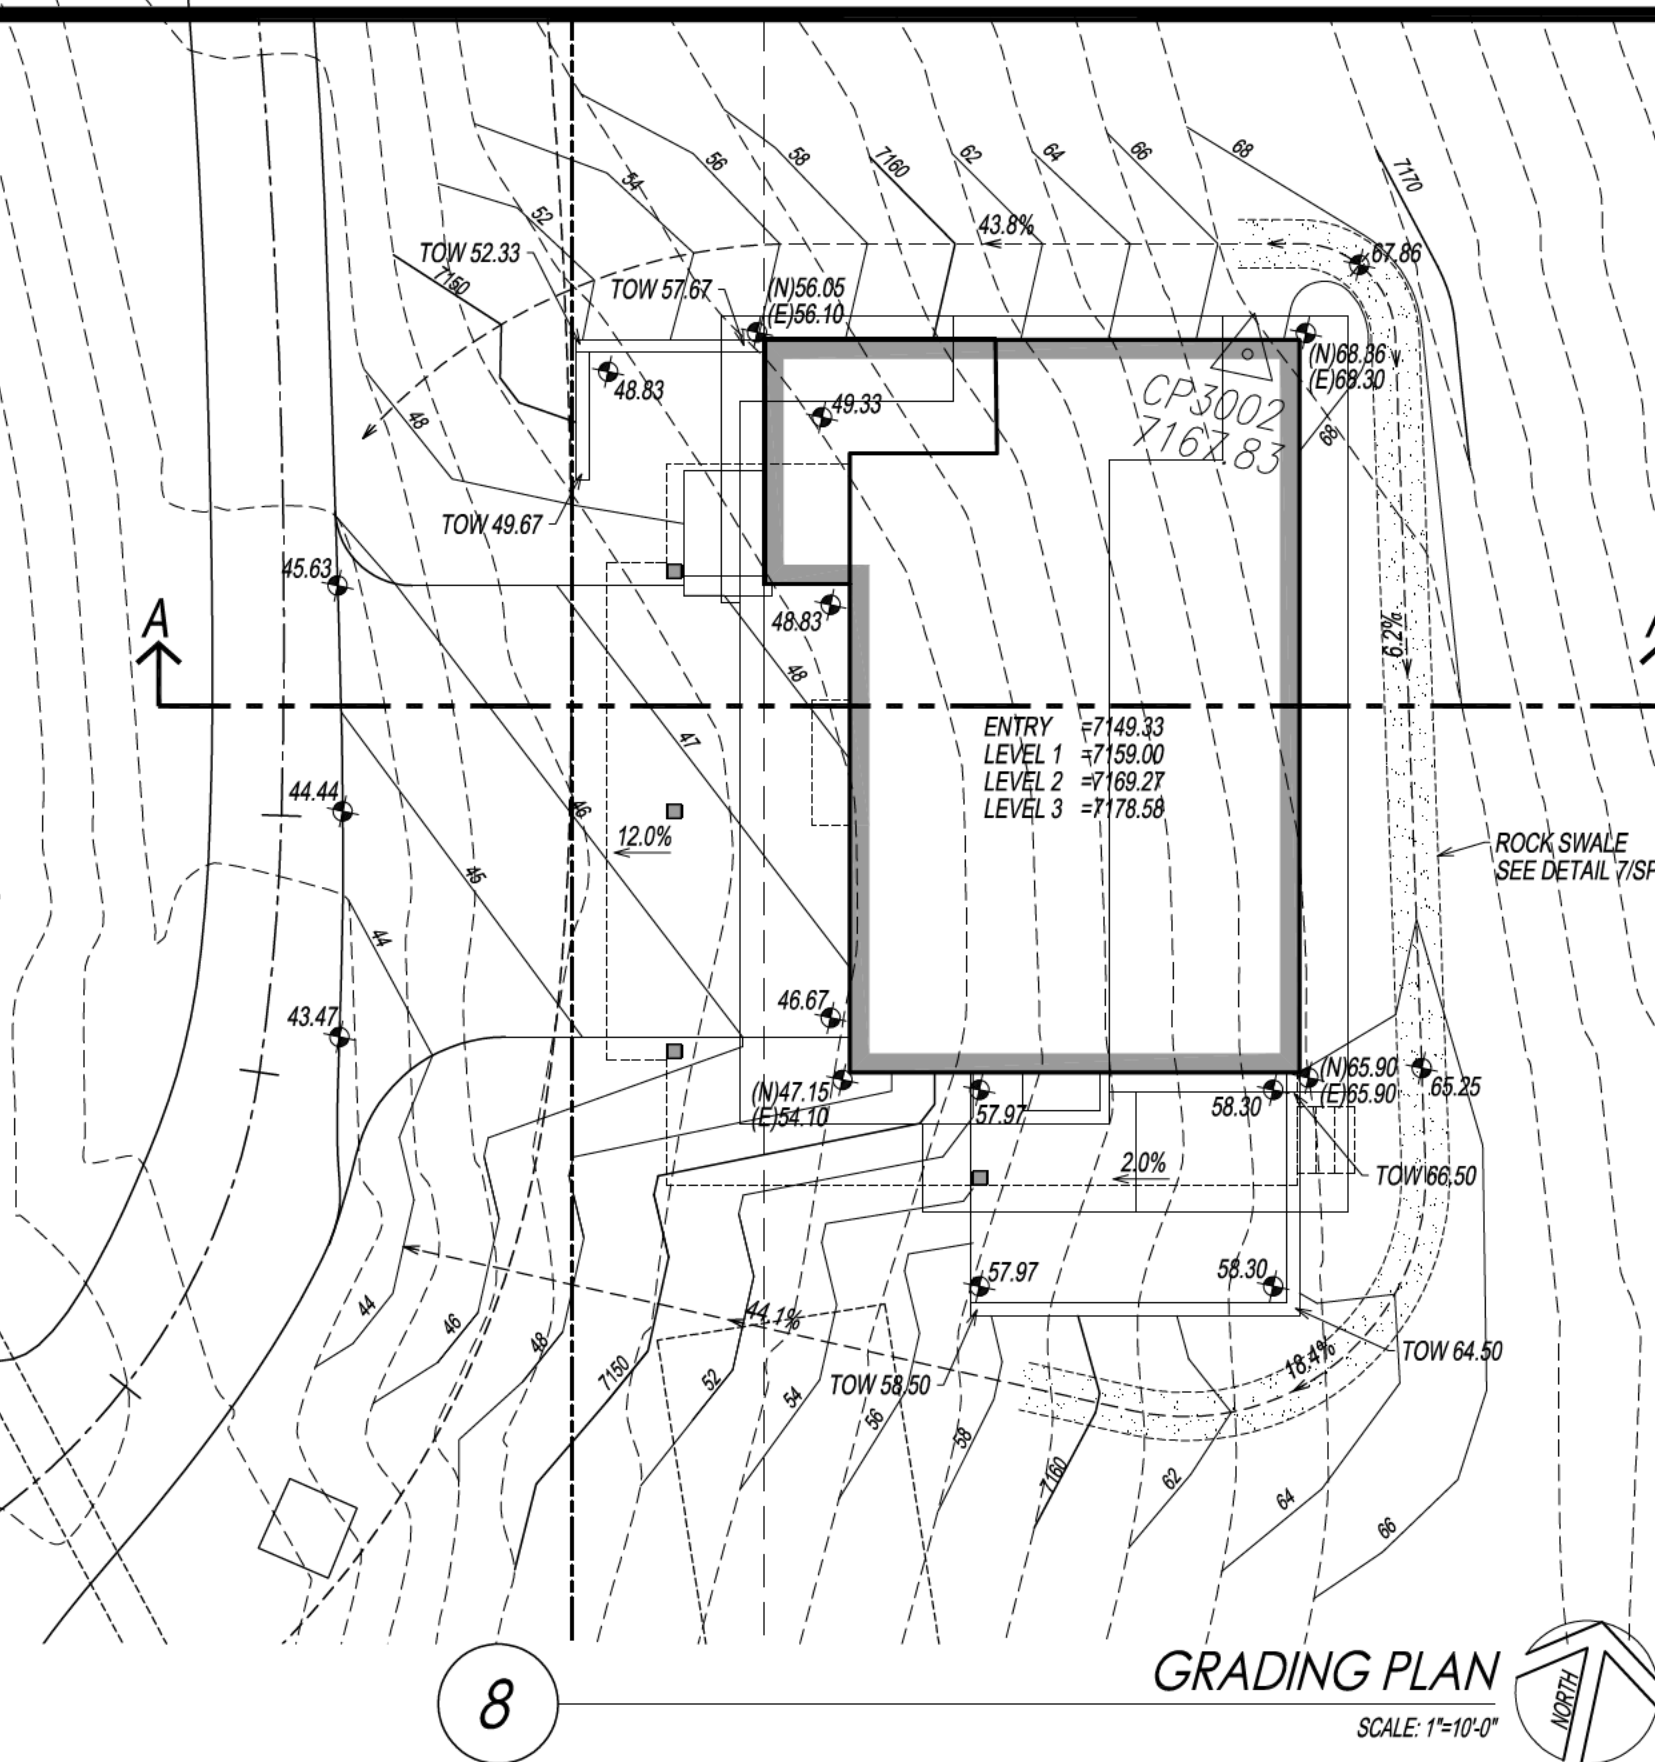 56
58
7160
62
64
66
68
7170
54
52
43.8%
TOW 52.33
7150
TOW 57.67
(N)56.05
(E)56.10
67.86
(N)68.36
(E)68.30
48.83
49.33
CP3002
7167.83
48
68
TOW 49.67
45.63
A
48.83
6.2%
48
47
ENTRY =7149.33
LEVEL 1 =7159.00
LEVEL 2 =7169.27
LEVEL 3 =7178.58
44.44
46
12.0%
ROCK SWALE
SEE DETAIL 7/SP
45
44
46.67
43.47
(N)47.15
(E)54.10
57.97
58.30
(N)65.90
(E)65.90
65.25
2.0%
TOW 66.50
57.97
58.30
44
46
48
44.1%
7150
52
54
56
58
TOW 58.50
18.4%
TOW 64.50
7160
62
64
66
8
GRADING PLAN
SCALE: 1"=10'-0"
NORTH